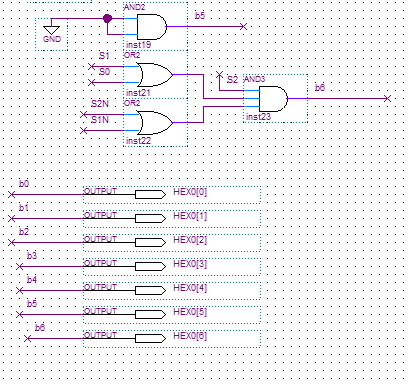 AND2
b5
GND
inst19
S1
OR2
S0
inst21
S2
AND3
b6
S2N
OR2
S1N
inst23
inst22
b0 OUTPUT HEX0[0]
b1 OUTPUT HEX0[1]
b2 OUTPUT HEX0[2]
b3 OUTPUT HEX0[3]
b4 OUTPUT HEX0[4]
b5 OUTPUT HEX0[5]
b6 OUTPUT HEX0[6]